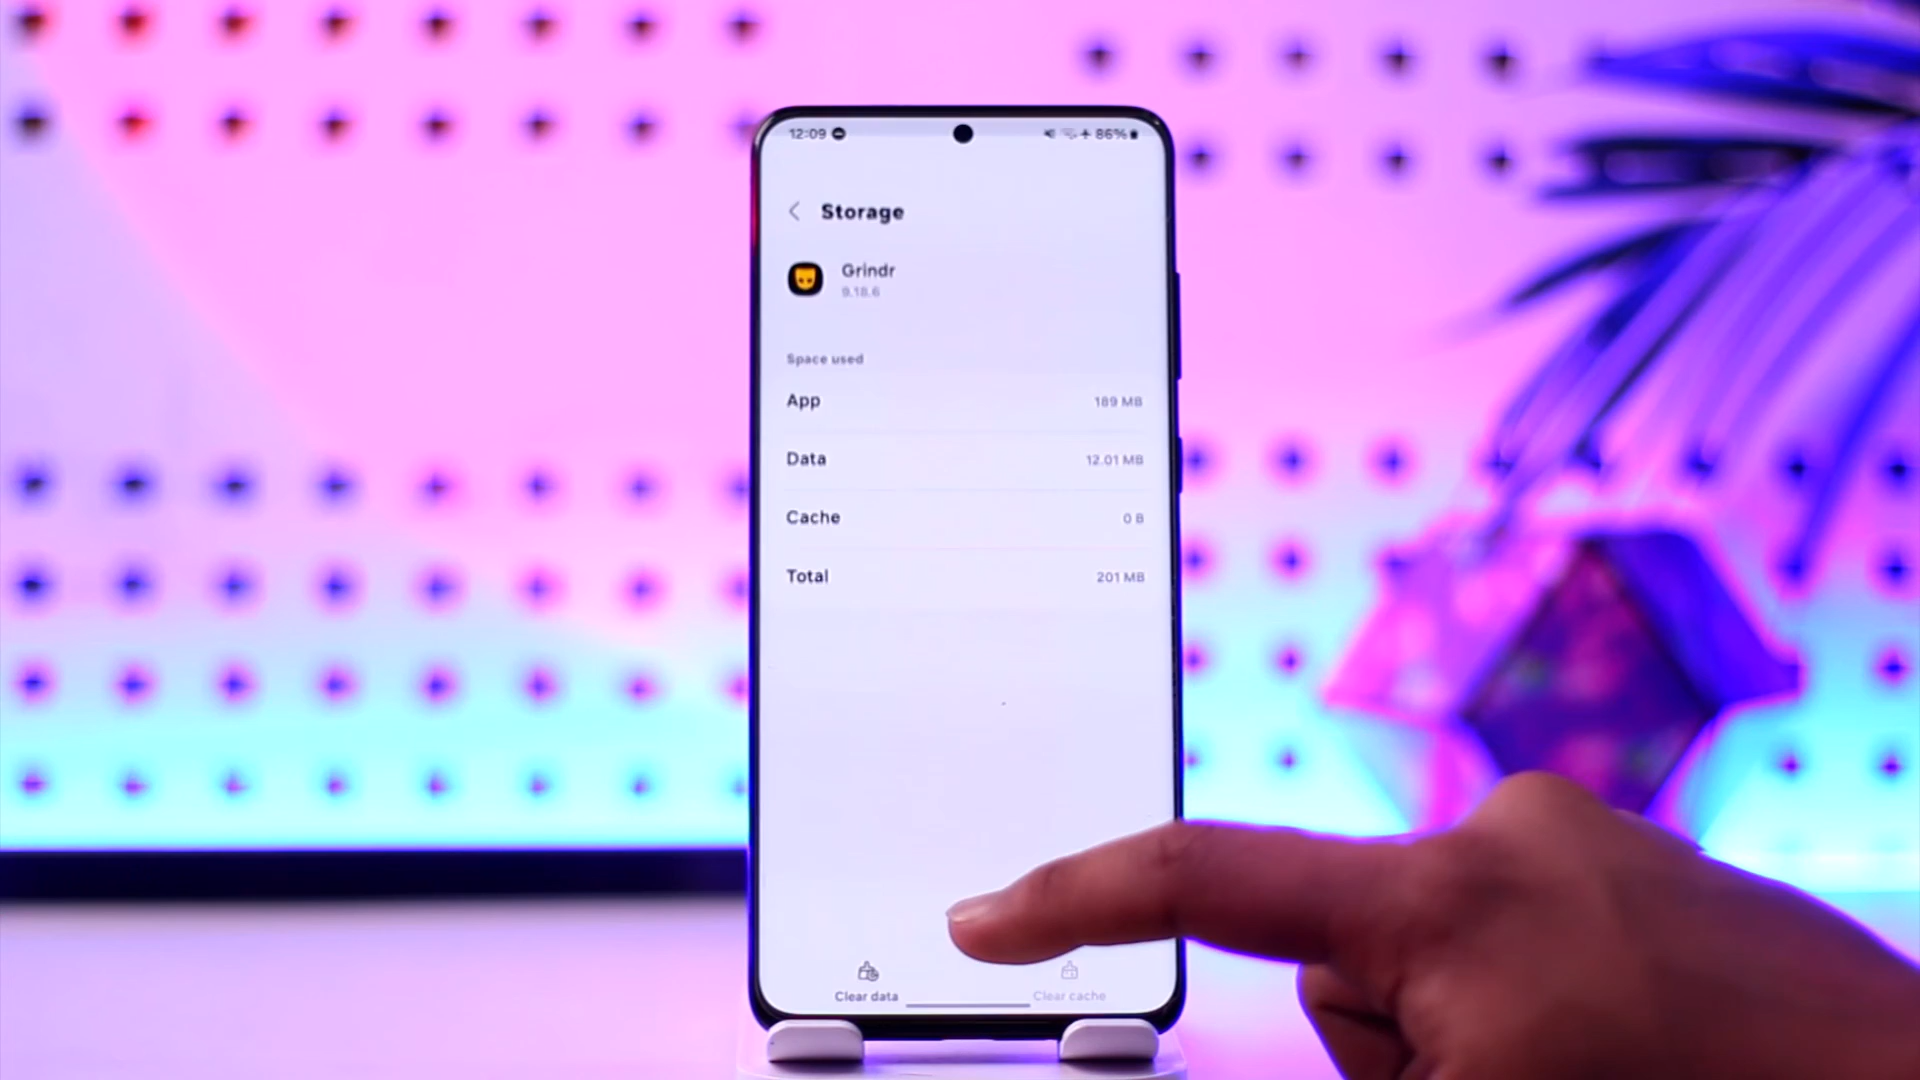 12:09 86%
Storage
Grindr
9.18.6
Space used
App 189 MB
Data 12.01 MB
Cache 0 B
Total 201 MB
Clear data Clear cache